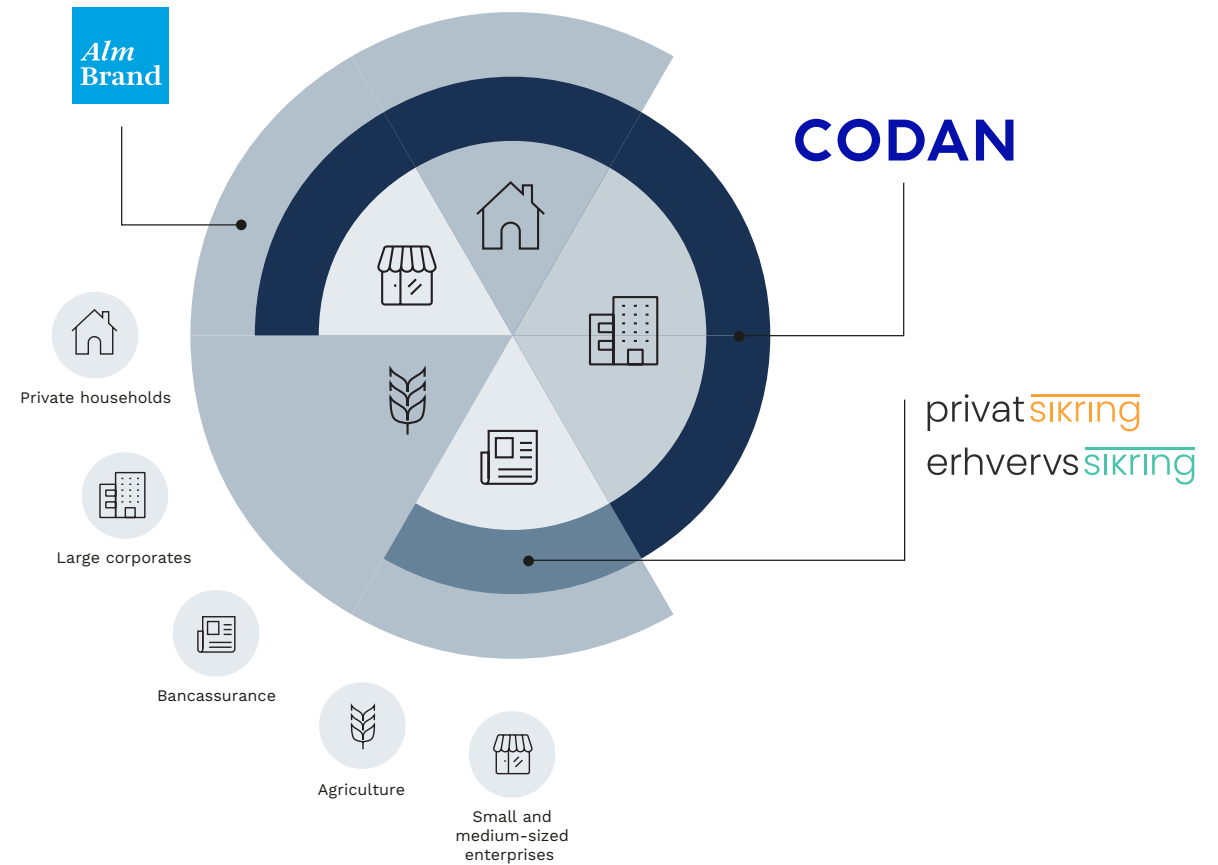 Alm
Brand
CODAN
privatsikring
erhvervssikring
Private households
Large corporates
Bancassurance
Agriculture
Small and
medium-sized
enterprises